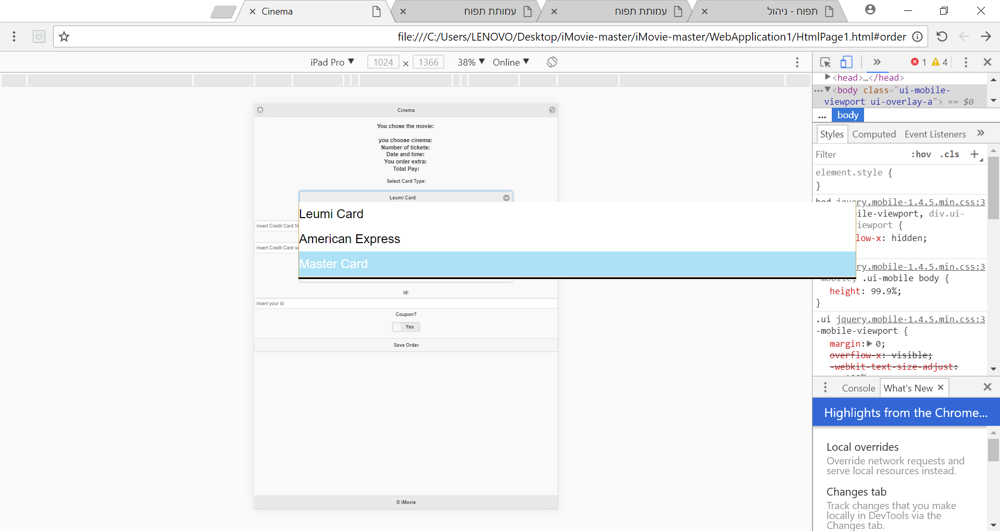 Cinema
עמותת תפוח
עמותת תפוח
תפוח - ניהול
file:///C:/Users/LENOVO/Desktop/iMovie-master/iMovie-master/WebApplication1/HtmlPage1.html#order
iPad Pro ▼ 1024 × 1366 38% ▼ Online ▼
1 4
<head>…</head>
<body class="ui-mobile-
viewport ui-overlay-a"> == $0
... body
Styles Computed Event Listeners »
Filter :hov .cls +
element.style {
}
jquery.mobile-1.4.5.min.css:3
ile-viewport, div.ui-
iewport {
low-x: hidden;
ry.mobile-1.4.5.min.css:3
.ui-mobile body {
height: 99.9%;
}
.ui jquery.mobile-1.4.5.min.css:3
-mobile-viewport {
margin: 0;
overflow-x: visible;
-webkit-text-size-adjust:
Console What's New ×
Highlights from the Chrome...
Local overrides
Override network requests and
serve local resources instead.
Changes tab
Track changes that you make
locally in DevTools via the
Changes tab.
Cinema
You chose the movie:
you choose cinema:
Number of tickets:
Date and time:
You order extra:
Total Pay:
Select Card Type:
Leumi Card
Leumi Card
American Express
Master Card
insert Credit Card N
insert Credit Card va
id:
insert your id
Coupon?
Yes
Save Order
© iMovie